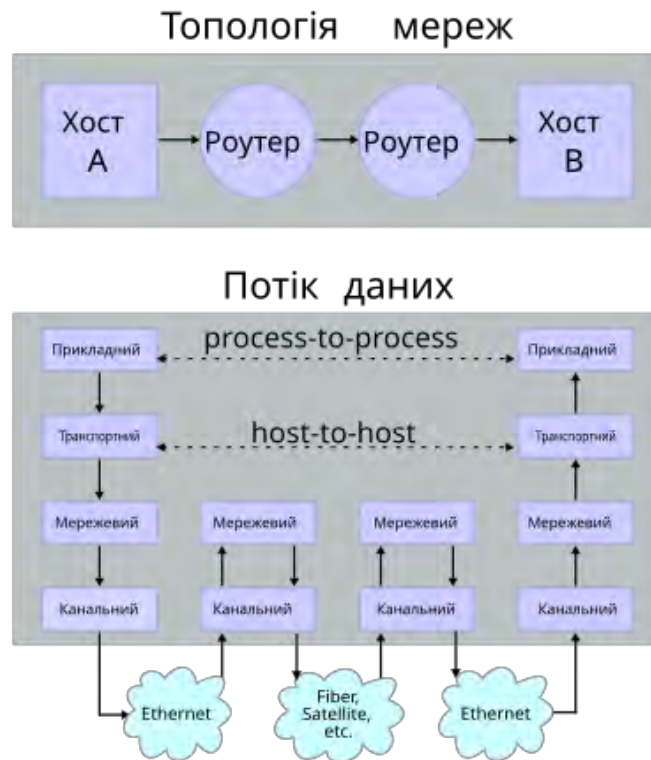 Топологія мереж
Хост
A
Роутер
Роутер
Хост
B
Потік даних
Прикладний
process-to-process
Прикладний
Транспортний
host-to-host
Транспортний
Мережевий
Мережевий
Мережевий
Мережевий
Канальний
Канальний
Канальний
Канальний
Ethernet
Fiber,
Satellite,
etc.
Ethernet